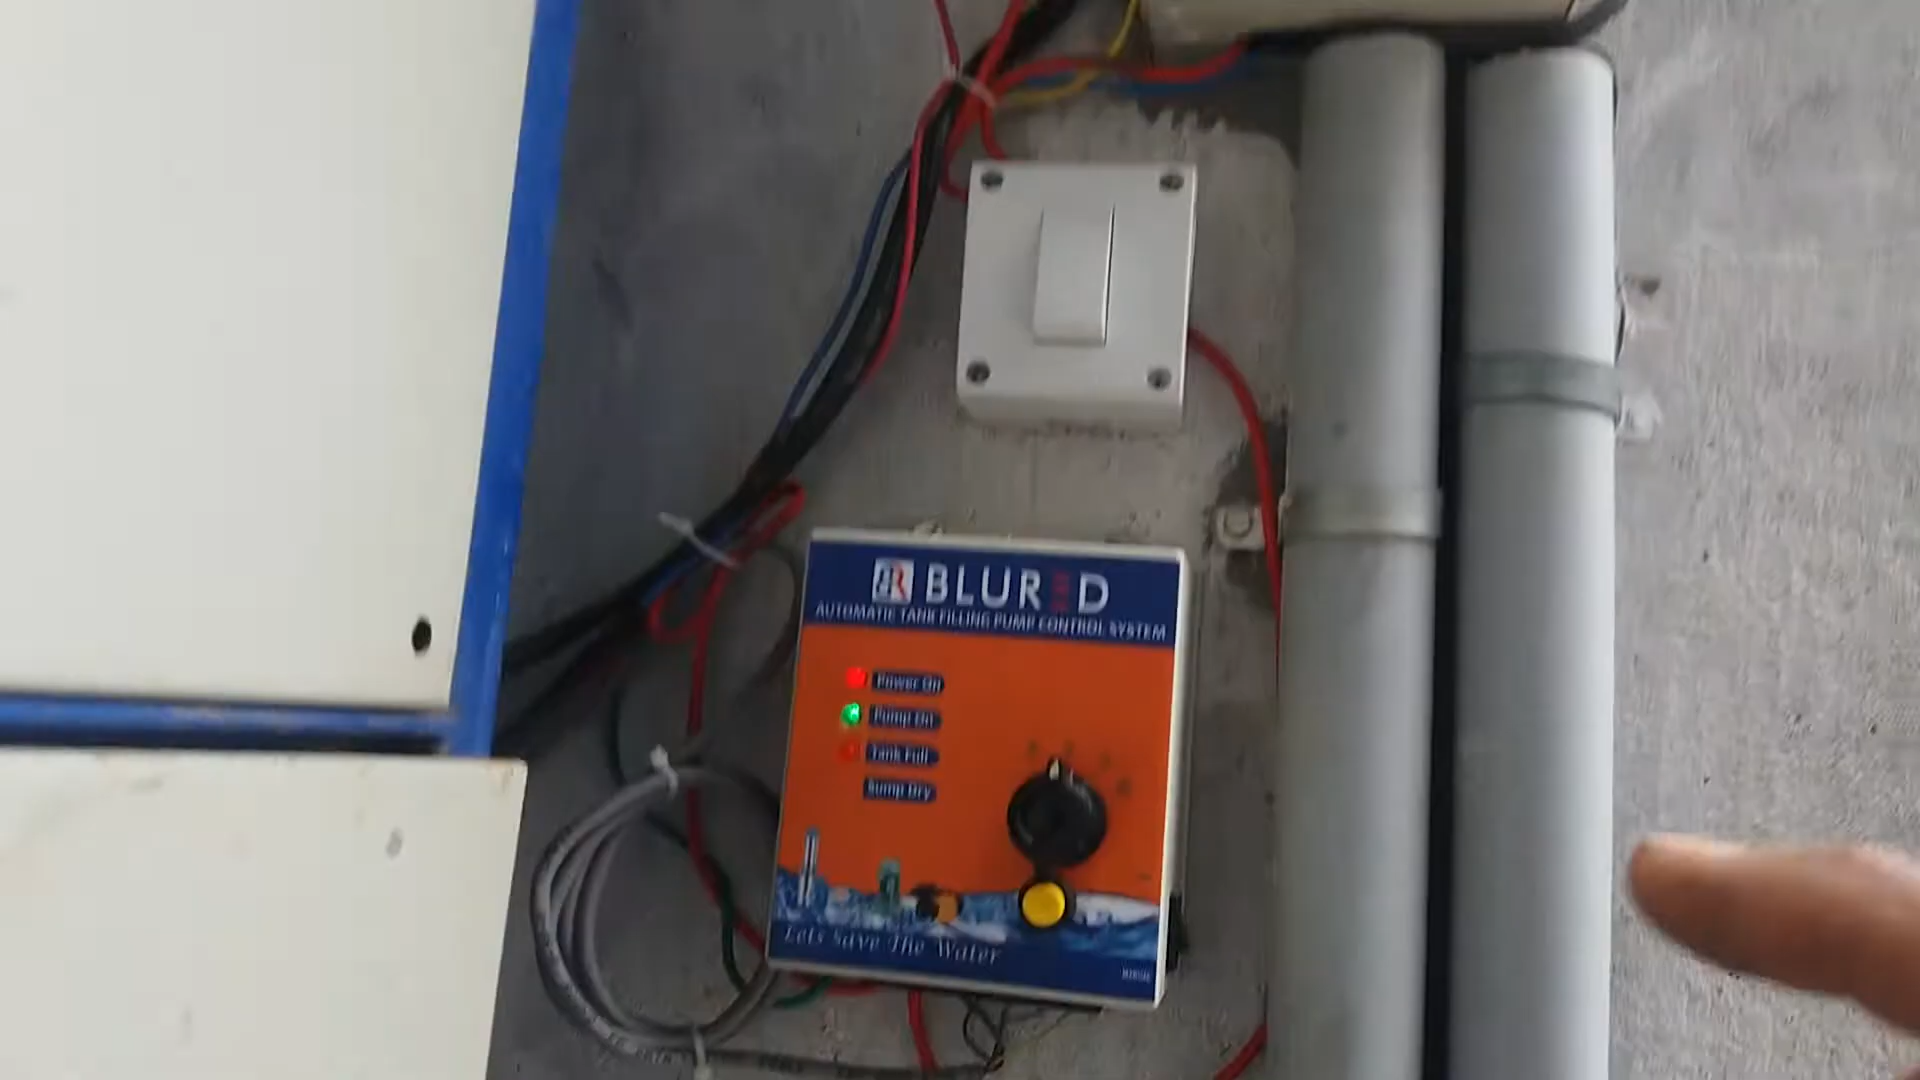 BLUR D
AUTOMATIC TANK FILLING PUMP CONTROL SYSTEM
Power On
Pump On
Tank Full
Sump Dry
Lets Save The Water